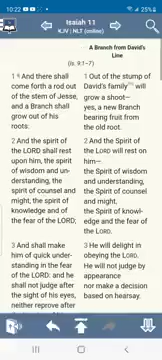 10:22
Isaiah 11
KJV | NLT (online)
A Branch from David's
Line
(Is. 9:1–7)
1 ¶ And there shall
come forth a rod out
of the stem of Jesse,
and a Branch shall
grow out of his
roots:
1 Out of the stump of
David's family will
grow a shoot—
yes, a new Branch
bearing fruit from
the old root.
2 And the spirit of
the LORD shall rest
upon him, the spirit
of wisdom and un-
derstanding, the
spirit of counsel and
might, the spirit of
knowledge and of
the fear of the LORD;
2 And the Spirit of
the LORD will rest on
him—
the Spirit of wisdom
and understanding,
the Spirit of counsel
and might,
the Spirit of knowl-
edge and the fear of
the LORD.
3 And shall make
him of quick under-
standing in the fear
of the LORD: and he
shall not judge after
the sight of his eyes,
neither reprove after
3 He will delight in
obeying the LORD.
He will not judge by
appearance
nor make a decision
based on hearsay.